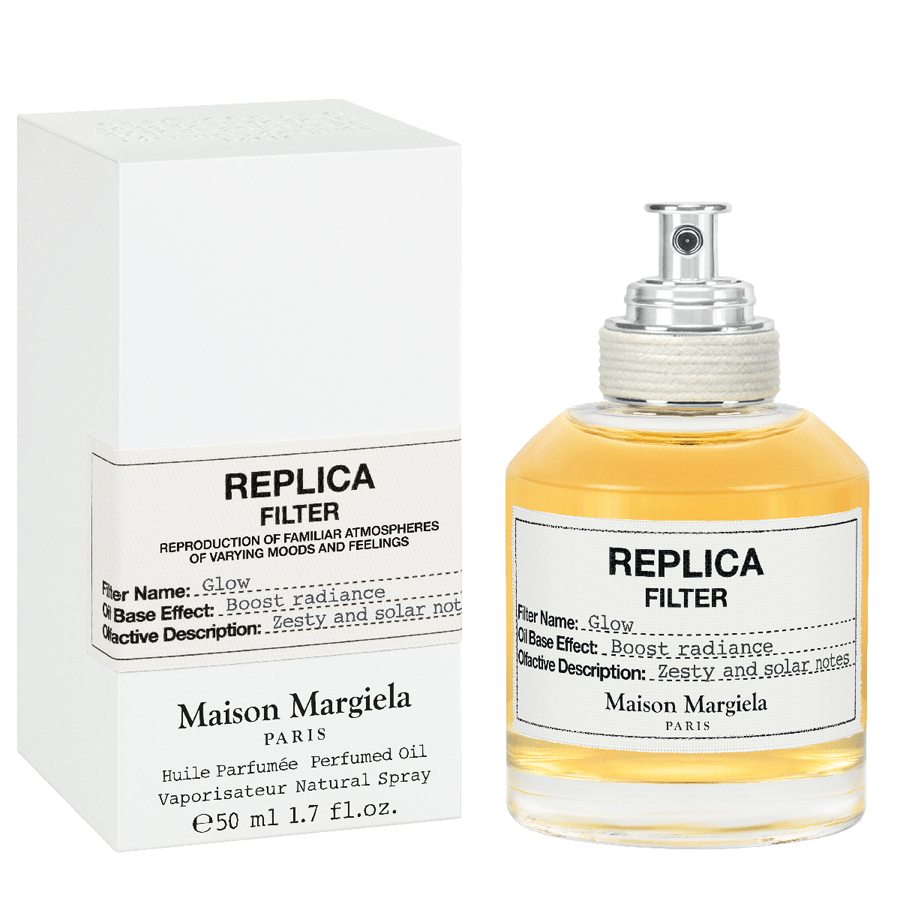 REPLICA
FILTER
REPRODUCTION OF FAMILIAR ATMOSPHERES
OF VARYING MOODS AND FEELINGS
Filter Name: Glow
Oil Base Effect: Boost radiance
Olfactive Description: Zesty and solar not
Maison Margiela
PARIS
Huile Parfumée Perfumed Oil
Vaporisateur Natural Spray
℮50 ml 1.7 fl.oz.
REPLICA
FILTER
Filter Name: Glow
Oil Base Effect: Boost radiance
Olfactive Description: Zesty and solar notes
Maison Margiela
PARIS